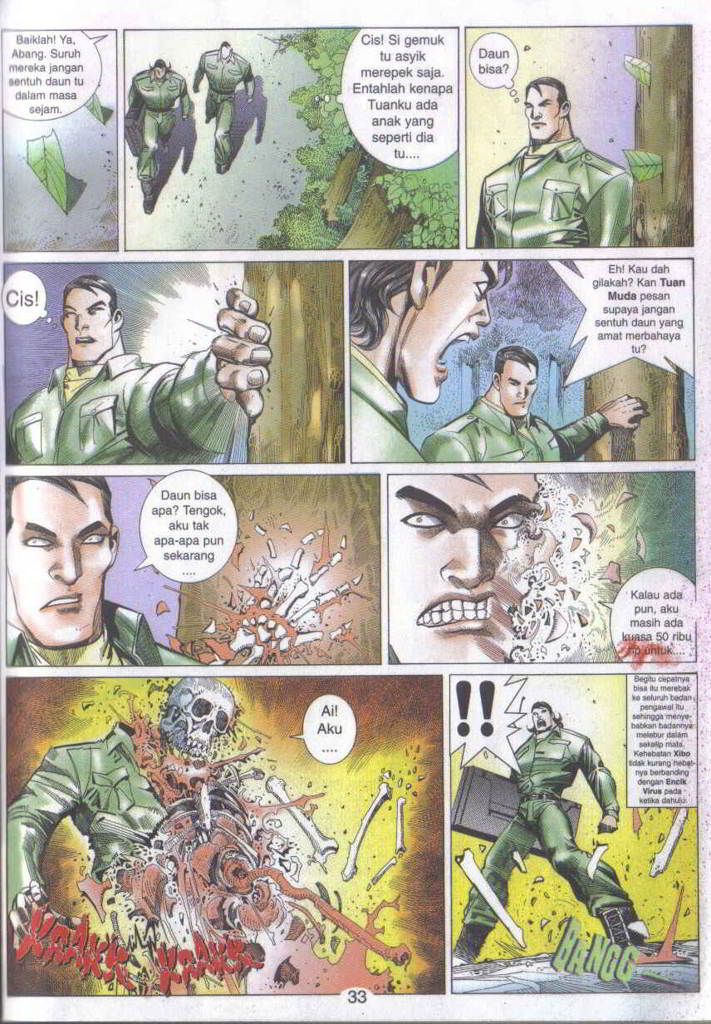 Baiklah! Ya,
Abang. Suruh
mereka jangan
sentuh daun tu
dalam masa
sejam.
Cis! Si gemuk
tu asyik
merepek saja.
Entahlah kenapa
Tuanku ada
anak yang
seperti dia
tu....
Daun
bisa?
Cis!
Eh! Kau dah
gilakah? Kan Tuan
Muda pesan
supaya jangan
sentuh daun yang
amat merbahaya
tu?
Daun bisa
apa? Tengok,
aku tak
apa-apa pun
sekarang
....
Kalau ada
pun, aku
masih ada
kuasa 50 ribu
untuk....
Ai!
Aku
....
KRAKK KRAKK
!!
Begitu cepatnya
bisa itu merebak
ke seluruh badan
pengawal itu
sehingga menye-
babkan badannya
melebur dalam
sekelip mata.
Kehebatan Xibo
tidak kurang hebat-
nya berbanding
dengan Encik
Virus pada
ketika dahulu.
BANGG
33